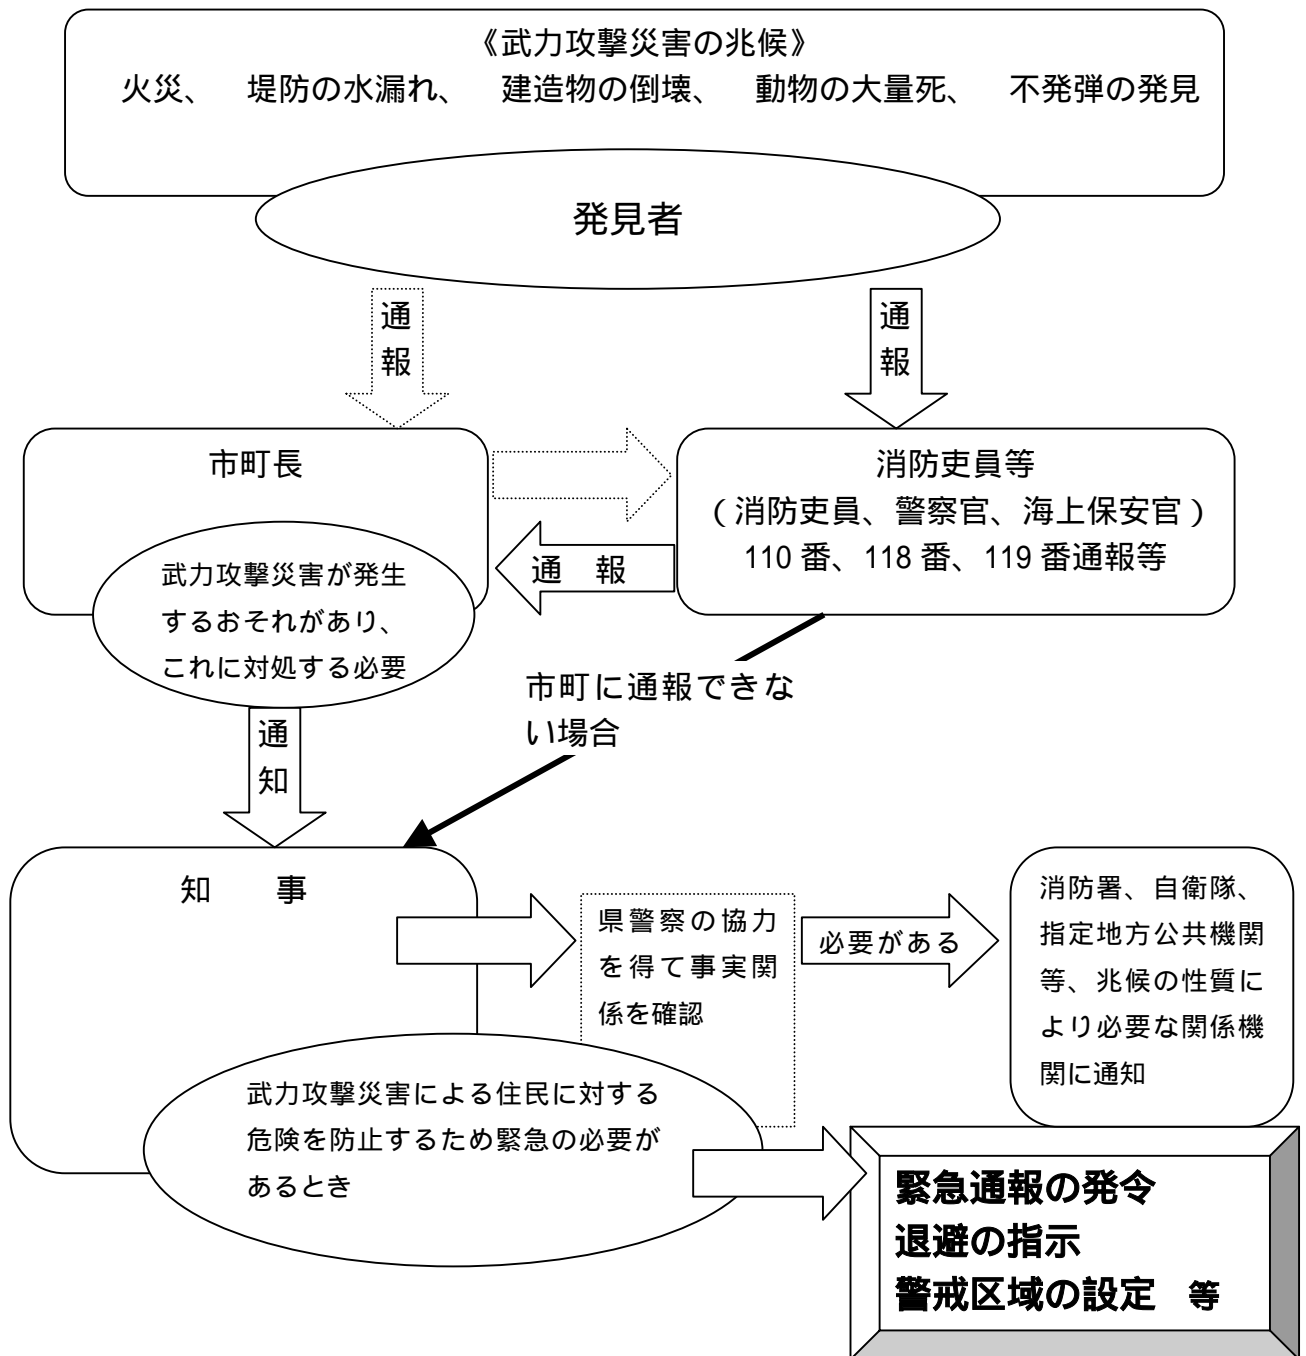 《武力攻撃災害の兆候》
火災、　堤防の水漏れ、　建造物の倒壊、　動物の大量死、　不発弾の発見
発見者
通
報
通
報
市町長
消防吏員等
（消防吏員、警察官、海上保安官）
110 番、118 番、119 番通報等
通　報
武力攻撃災害が発生
するおそれがあり、
これに対処する必要
市町に通報できな
い場合
通
知
知　　事
県警察の協力
を得て事実関
係を確認
必要がある
消防署、自衛隊、
指定地方公共機関
等、兆候の性質に
より必要な関係機
関に通知
武力攻撃災害による住民に対する
危険を防止するため緊急の必要が
あるとき
緊急通報の発令
退避の指示
警戒区域の設定　等